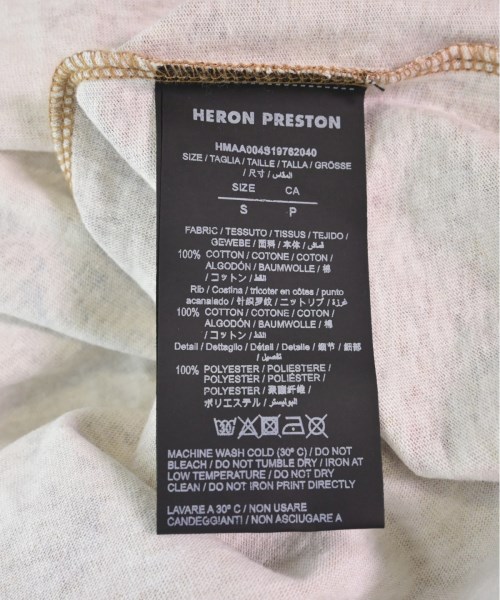 HERON PRESTON
HMAA004S19762040
SIZE / TAGLIA / TAILLE / TALLA / GRÖSSE
/ 尺寸 / المقاس /
SIZE CA
S P
FABRIC / TESSUTO / TISSUS / TEJIDO /
GEWEBE / 面料 / 本体 / قماش /
100% COTTON / COTONE / COTON /
ALGODÓN / BAUMWOLLE / 棉
/ コットン / القط /
Rib / Costina / tricoter en côtes / punto
acanalado / 针织罗纹 / ニットリブ / غرزة /
100% COTTON / COTONE / COTON /
ALGODÓN / BAUMWOLLE / 棉
/ コットン / القط /
Detail / Dettaglio / Détail / Detalle / 细节 / 細部
/ تفصيل /
100% POLYESTER / POLIESTERE /
POLYESTER / POLIÉSTER /
POLYESTER / 聚酯纤维 /
ポリエステル / البوليستر /
MACHINE WASH COLD (30º C) / DO NOT
BLEACH / DO NOT TUMBLE DRY / IRON AT
LOW TEMPERATURE / DO NOT DRY
CLEAN / DO NOT IRON PRINT DIRECTLY
LAVARE A 30º C / NON USARE
CANDEGGIANTI / NON ASCIUGARE A